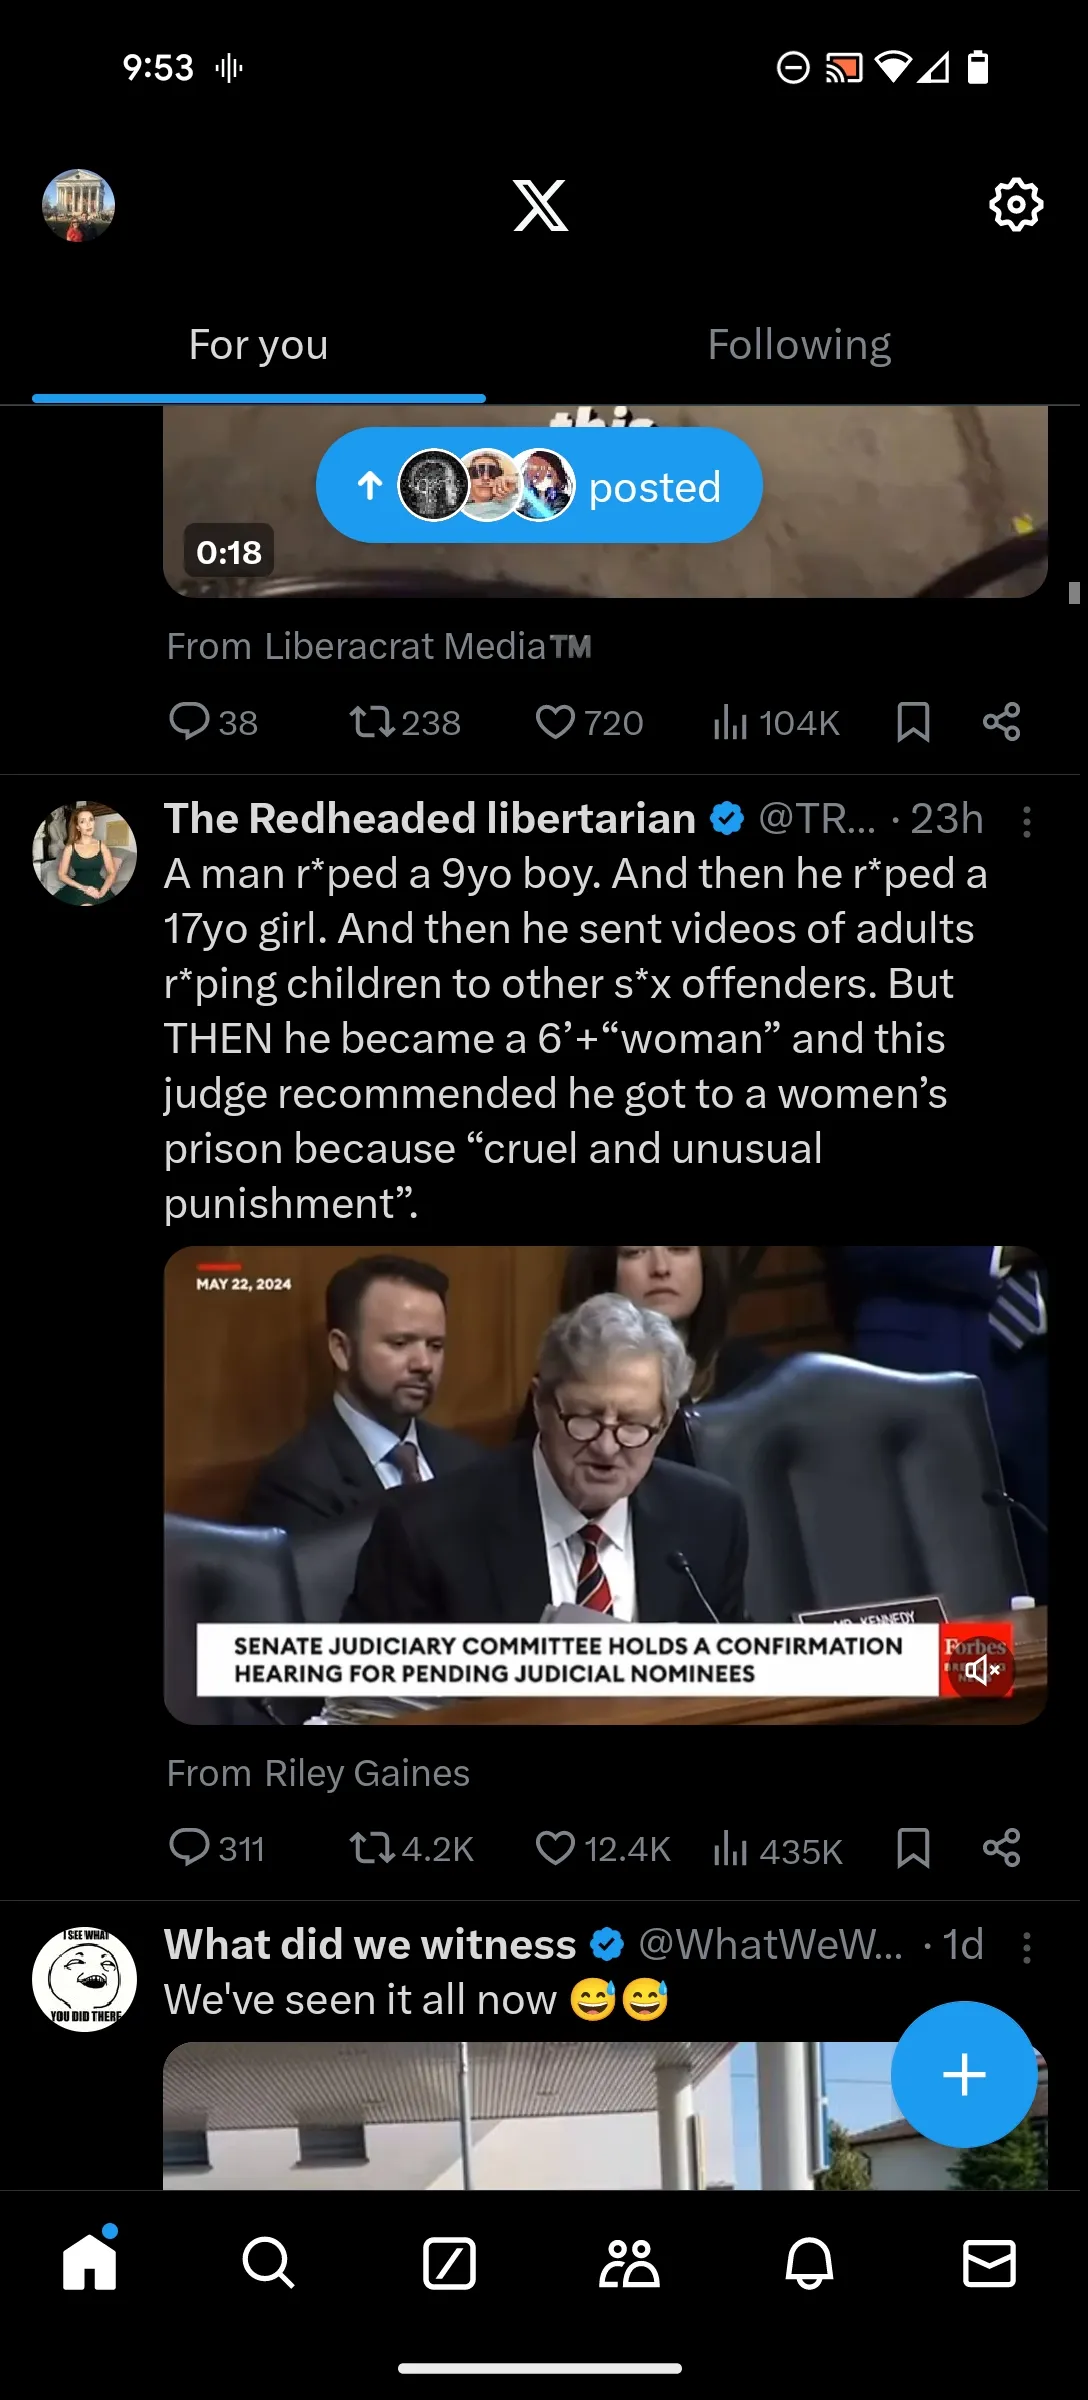 9:53
For you
Following
this
posted
0:18
From Liberacrat Media™️
38
238
720
104K
The Redheaded libertarian @TR... · 23h
A man r*ped a 9yo boy. And then he r*ped a
17yo girl. And then he sent videos of adults
r*ping children to other s*x offenders. But
THEN he became a 6’+“woman” and this
judge recommended he got to a women’s
prison because “cruel and unusual
punishment”.
MAY 22, 2024
MR. KENNEDY
SENATE JUDICIARY COMMITTEE HOLDS A CONFIRMATION
HEARING FOR PENDING JUDICIAL NOMINEES
Forbes
BREAKING
NEWS
From Riley Gaines
311
4.2K
12.4K
435K
I SEE WHAT
YOU DID THERE
What did we witness @WhatWeW... · 1d
We've seen it all now 😅😅